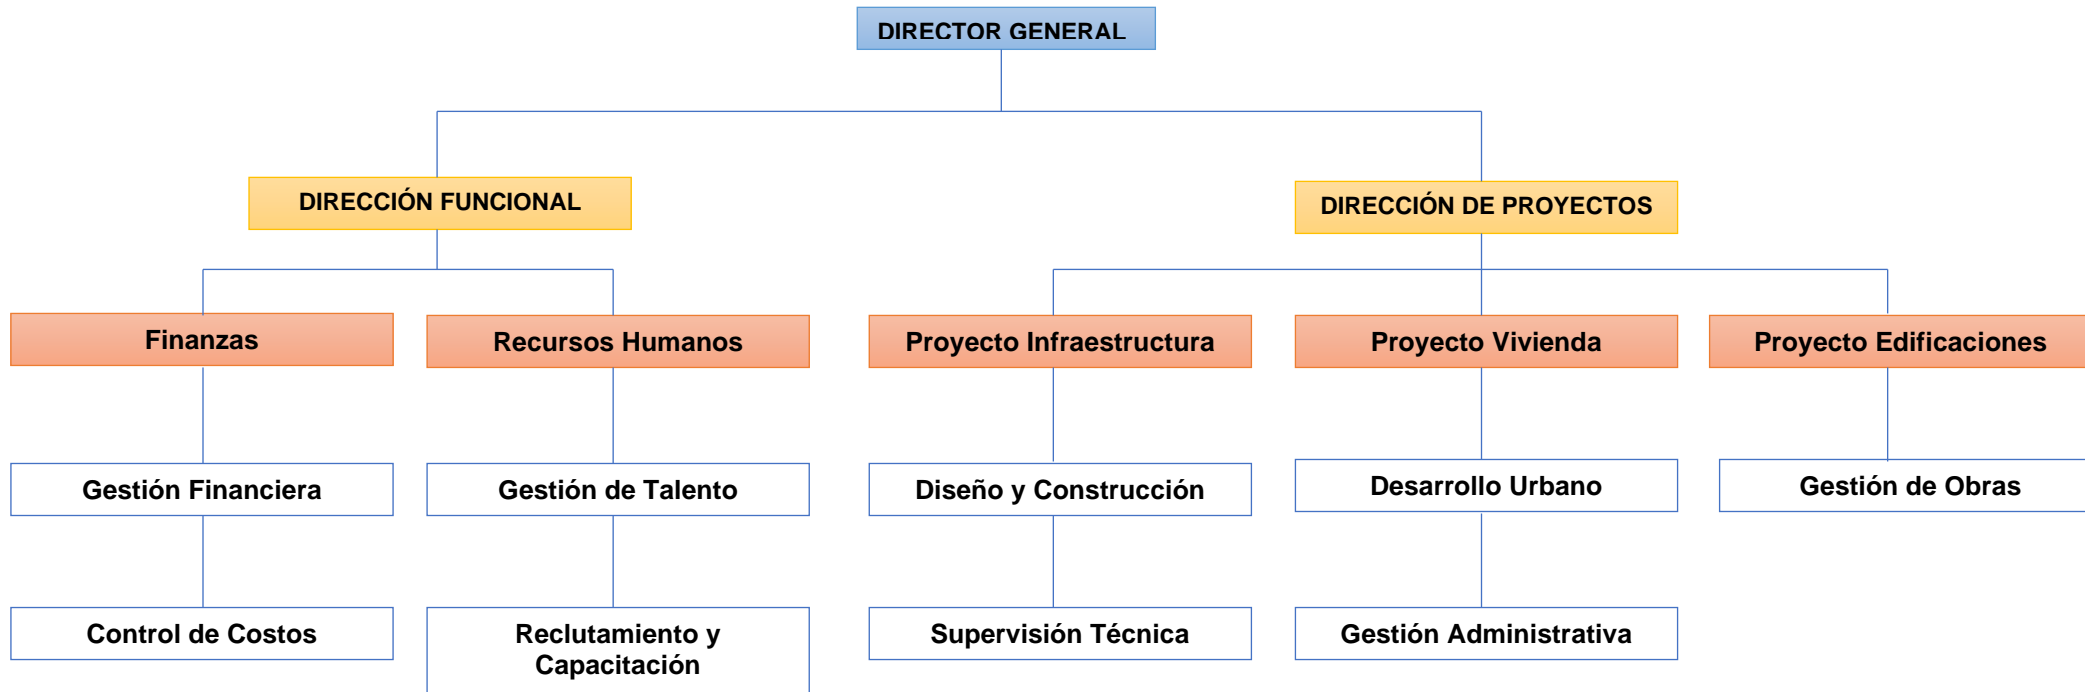 DIRECTOR GENERAL
DIRECCIÓN FUNCIONAL
DIRECCIÓN DE PROYECTOS
Finanzas
Recursos Humanos
Proyecto Infraestructura
Proyecto Vivienda
Proyecto Edificaciones
Gestión Financiera
Gestión de Talento
Diseño y Construcción
Desarrollo Urbano
Gestión de Obras
Control de Costos
Reclutamiento y
Capacitación
Supervisión Técnica
Gestión Administrativa